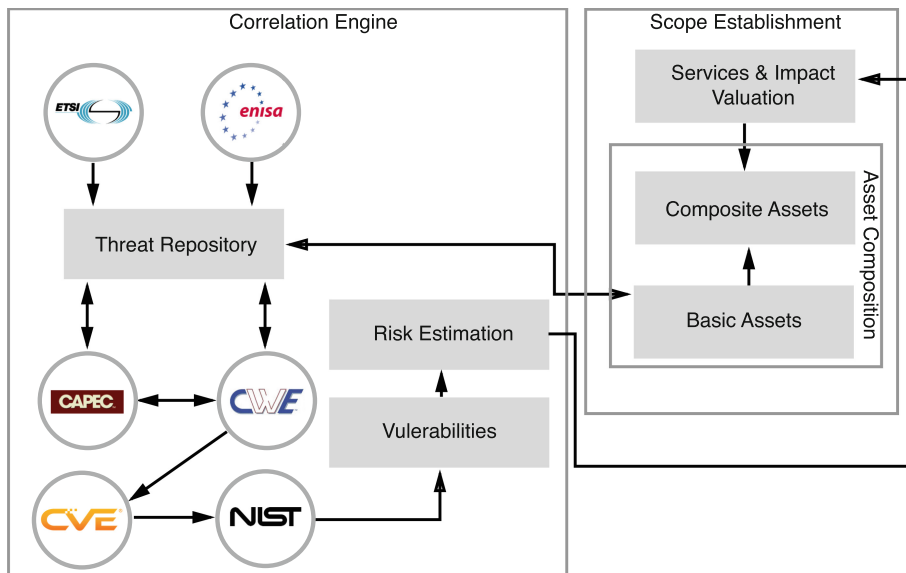 Correlation Engine
Scope Establishment
ETSI
enisa
Services & Impact
Valuation
Threat Repository
Composite Assets
Asset Composition
Basic Assets
Risk Estimation
CAPEC
CWE
Vulerabilities
CVE
NIST